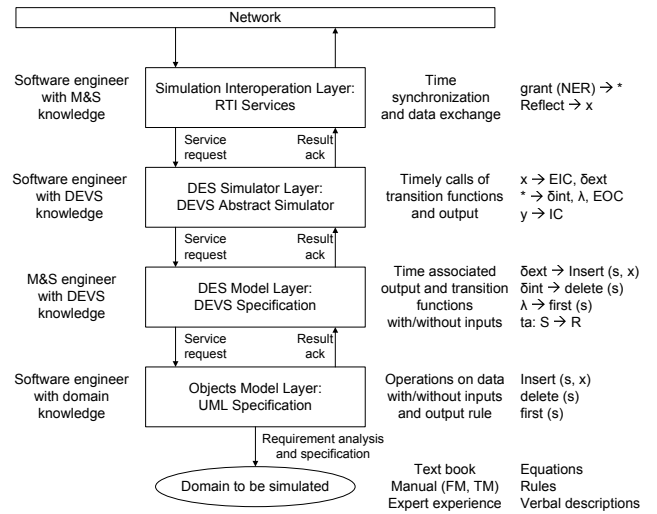 Network
Software engineer
with M&S
knowledge
Simulation Interoperation Layer:
RTI Services
Time
synchronization
and data exchange
grant (NER) → *
Reflect → x
Service
request
Result
ack
Software engineer
with DEVS
knowledge
DES Simulator Layer:
DEVS Abstract Simulator
Timely calls of
transition functions
and output
x → EIC, δext
* → δint, λ, EOC
y → IC
Service
request
Result
ack
M&S engineer
with DEVS
knowledge
DES Model Layer:
DEVS Specification
Time associated
output and transition
functions
with/without inputs
δext → Insert (s, x)
δint → delete (s)
λ → first (s)
ta: S → R
Service
request
Result
ack
Software engineer
with domain
knowledge
Objects Model Layer:
UML Specification
Operations on data
with/without inputs
and output rule
Insert (s, x)
delete (s)
first (s)
Requirement analysis
and specification
Domain to be simulated
Text book
Manual (FM, TM)
Expert experience
Equations
Rules
Verbal descriptions